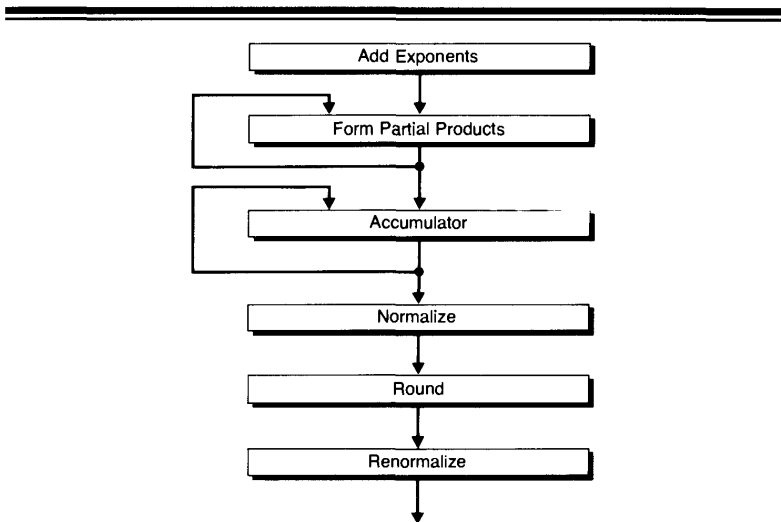 Add Exponents
Form Partial Products
Accumulator
Normalize
Round
Renormalize